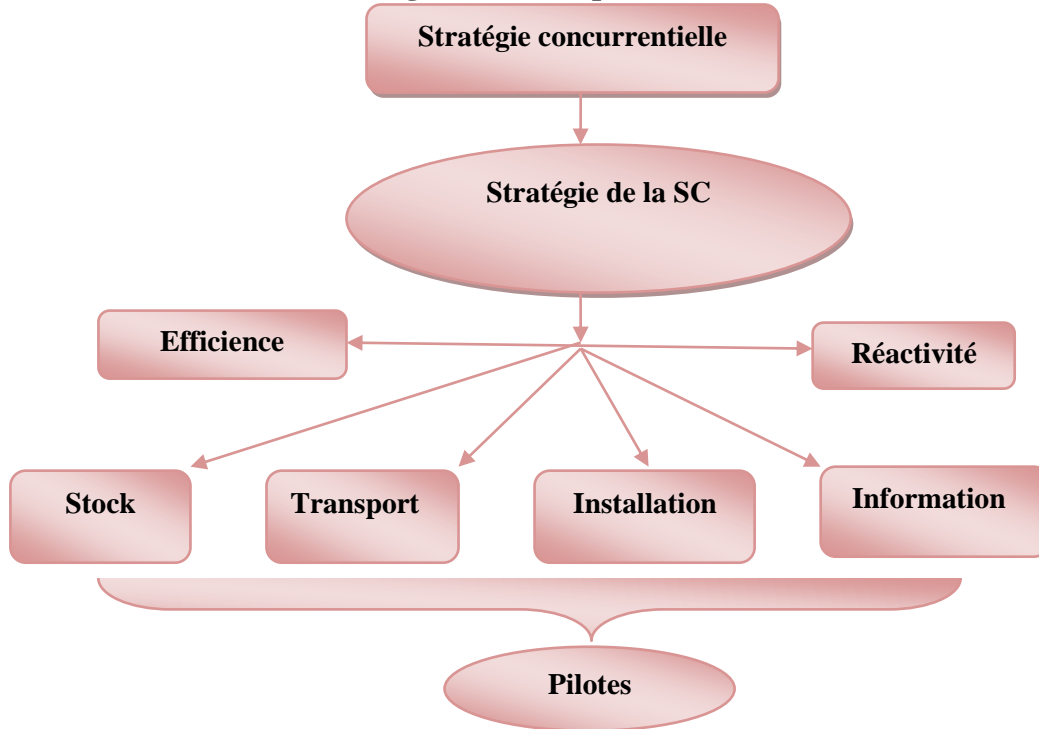 Stratégie concurrentielle
Stratégie de la SC
Efficience
Réactivité
Stock
Transport
Installation
Information
Pilotes